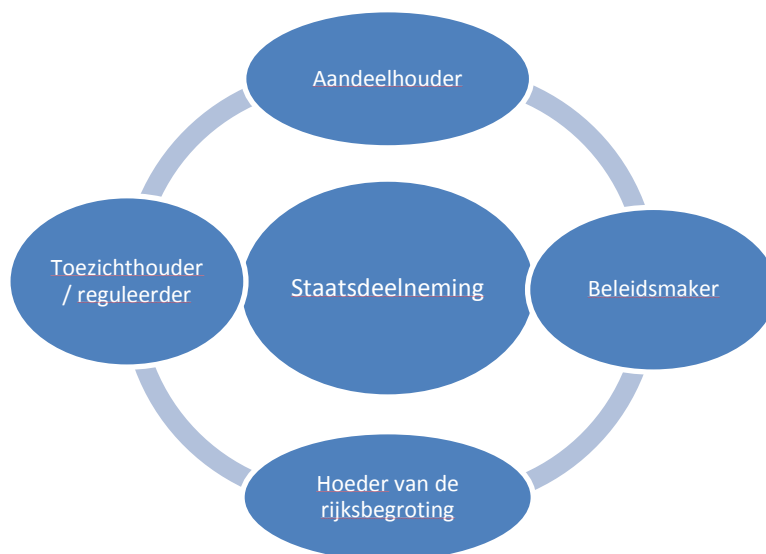 Aandeelhouder
Toezichthouder
/ reguleerder
Staatsdeelneming
Beleidsmaker
Hoeder van de
rijksbegroting